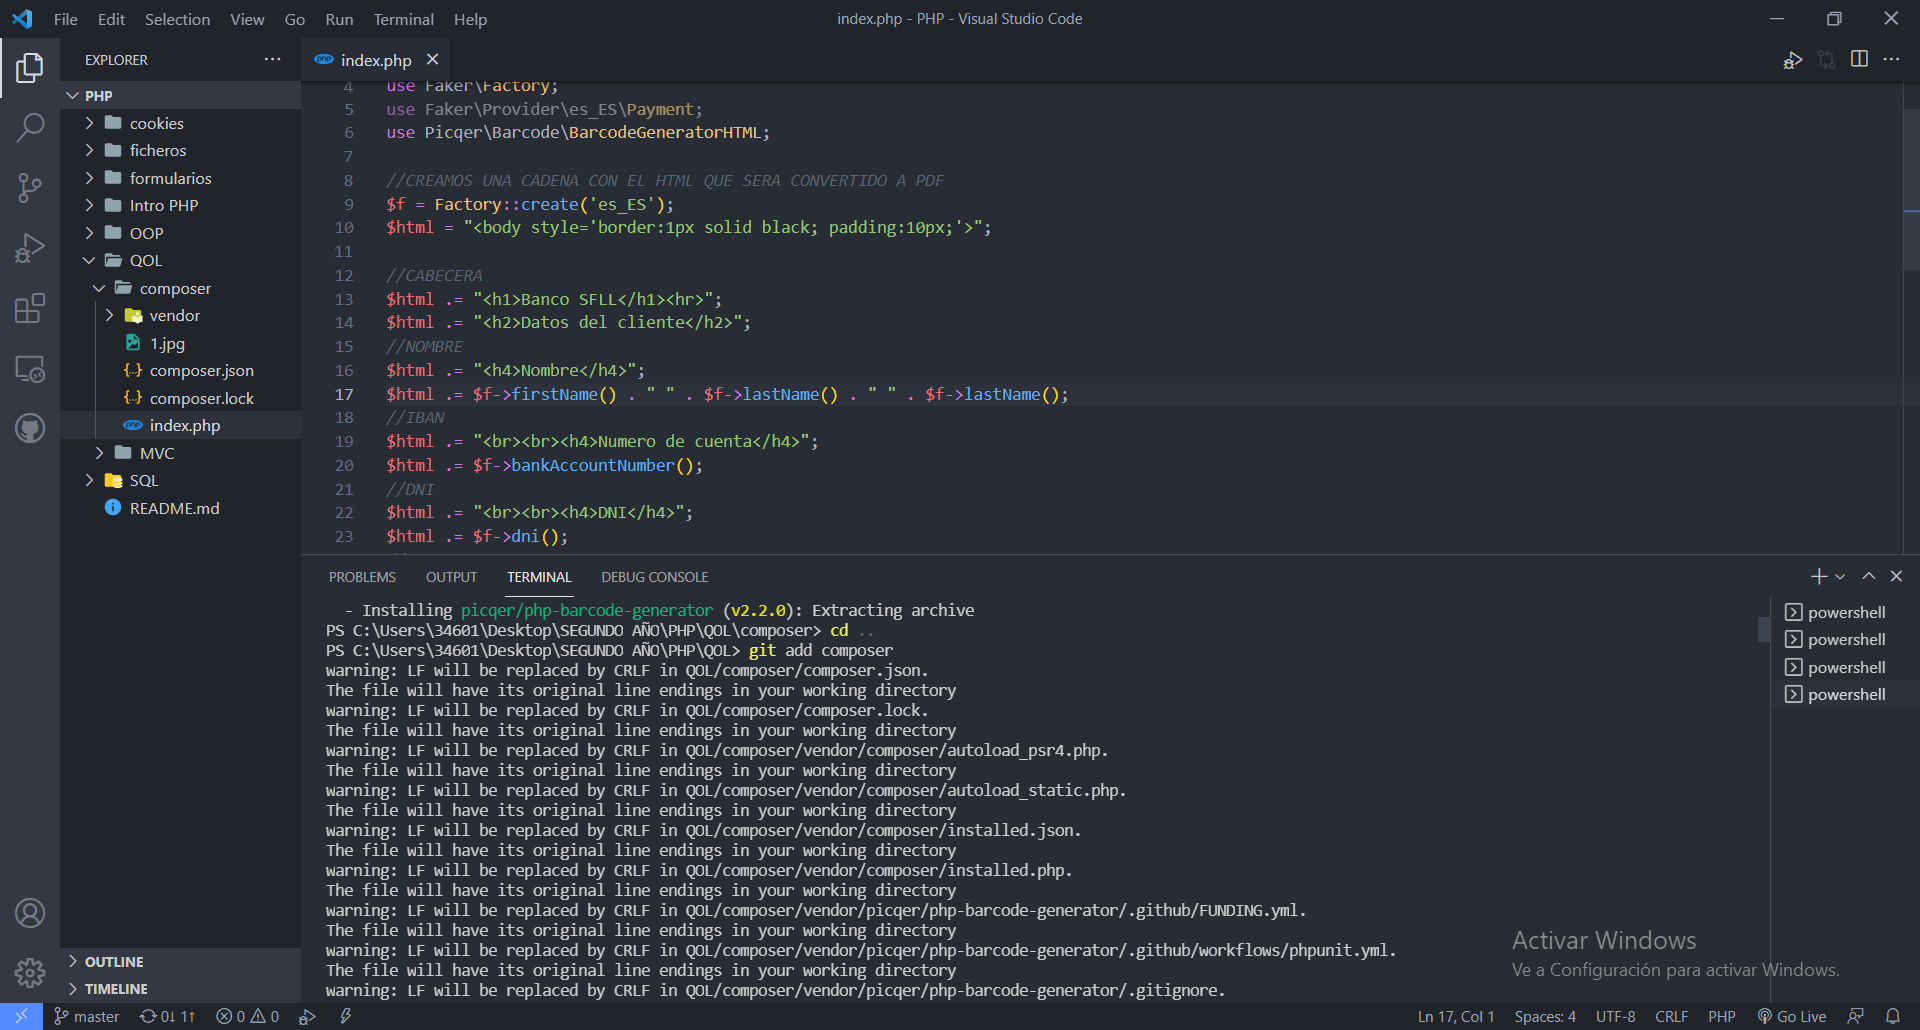 File Edit Selection View Go Run Terminal Help
index.php - PHP - Visual Studio Code
EXPLORER
PHP
cookies
ficheros
formularios
Intro PHP
OOP
QOL
composer
vendor
1.jpg
composer.json
composer.lock
index.php
MVC
SQL
README.md
OUTLINE
TIMELINE
index.php
4 use Faker\Factory;
5 use Faker\Provider\es_ES\Payment;
6 use Picqer\Barcode\BarcodeGeneratorHTML;
7
8 //CREAMOS UNA CADENA CON EL HTML QUE SERA CONVERTIDO A PDF
9 $f = Factory::create('es_ES');
10 $html = "<body style='border:1px solid black; padding:10px;'>";
11
12 //CABECERA
13 $html .= "<h1>Banco SFLL</h1><hr>";
14 $html .= "<h2>Datos del cliente</h2>";
15 //NOMBRE
16 $html .= "<h4>Nombre</h4>";
17 $html .= $f->firstName() . " " . $f->lastName() . " " . $f->lastName();
18 //IBAN
19 $html .= "<br><br><h4>Numero de cuenta</h4>";
20 $html .= $f->bankAccountNumber();
21 //DNI
22 $html .= "<br><br><h4>DNI</h4>";
23 $html .= $f->dni();
PROBLEMS OUTPUT TERMINAL DEBUG CONSOLE
- Installing picqer/php-barcode-generator (v2.2.0): Extracting archive
PS C:\Users\34601\Desktop\SEGUNDO AÑO\PHP\QOL\composer> cd ..
PS C:\Users\34601\Desktop\SEGUNDO AÑO\PHP\QOL> git add composer
warning: LF will be replaced by CRLF in QOL/composer/composer.json.
The file will have its original line endings in your working directory
warning: LF will be replaced by CRLF in QOL/composer/composer.lock.
The file will have its original line endings in your working directory
warning: LF will be replaced by CRLF in QOL/composer/vendor/composer/autoload_psr4.php.
The file will have its original line endings in your working directory
warning: LF will be replaced by CRLF in QOL/composer/vendor/composer/autoload_static.php.
The file will have its original line endings in your working directory
warning: LF will be replaced by CRLF in QOL/composer/vendor/composer/installed.json.
The file will have its original line endings in your working directory
warning: LF will be replaced by CRLF in QOL/composer/vendor/composer/installed.php.
The file will have its original line endings in your working directory
warning: LF will be replaced by CRLF in QOL/composer/vendor/picqer/php-barcode-generator/.github/FUNDING.yml.
The file will have its original line endings in your working directory
warning: LF will be replaced by CRLF in QOL/composer/vendor/picqer/php-barcode-generator/.github/workflows/phpunit.yml.
The file will have its original line endings in your working directory
warning: LF will be replaced by CRLF in QOL/composer/vendor/picqer/php-barcode-generator/.gitignore.
powershell
powershell
powershell
powershell
Activar Windows
Ve a Configuración para activar Windows.
master 0↓ 1↑ 0 0
Ln 17, Col 1 Spaces: 4 UTF-8 CRLF PHP Go Live